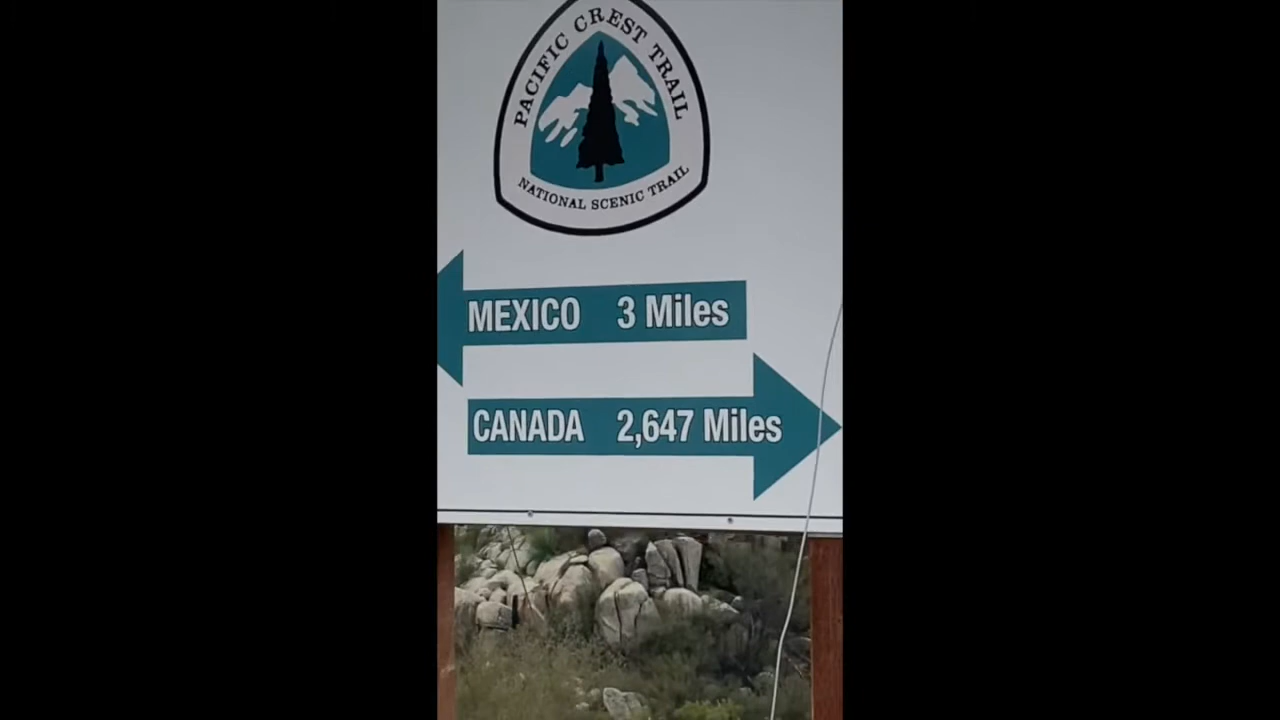 PACIFIC CREST TRAIL
NATIONAL SCENIC TRAIL
MEXICO 3 Miles
CANADA 2,647 Miles